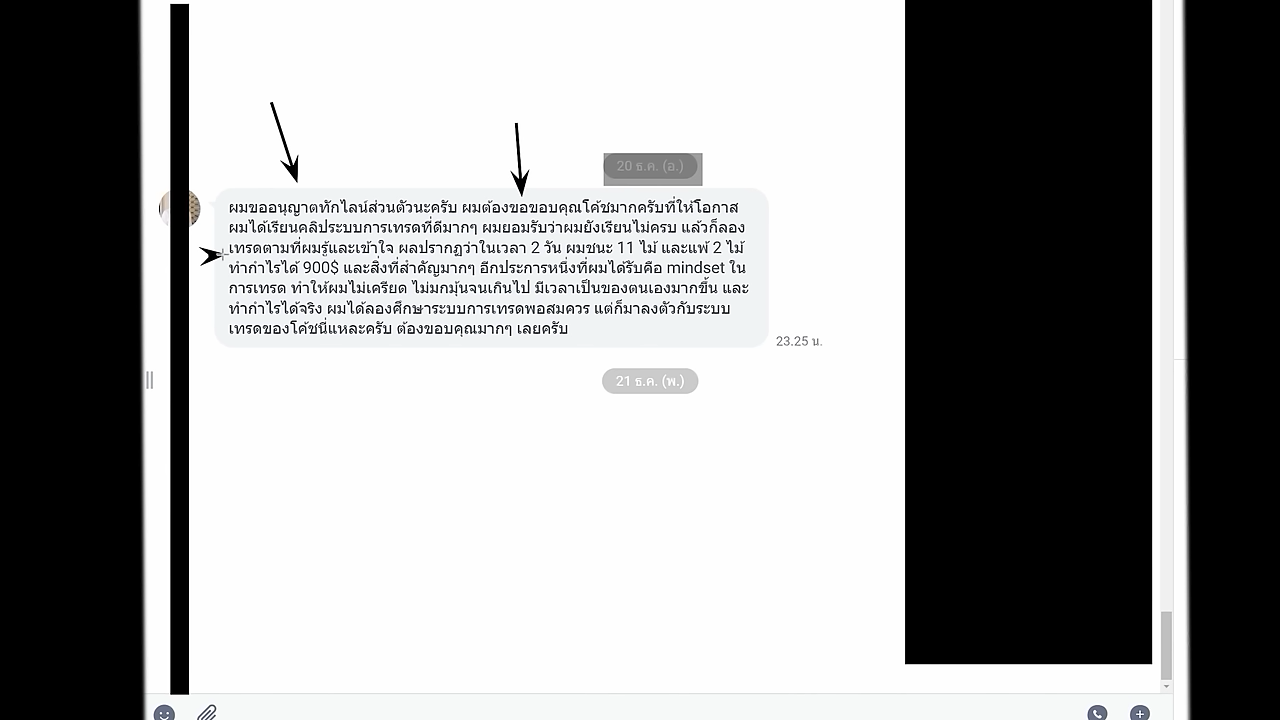 20 ธ.ค. (อ.)
ผมขออนุญาตทักไลน์ส่วนตัวนะครับ ผมต้องขอขอบคุณโค้ชมากครับที่ให้โอกาส
ผมได้เรียนคลิประบบการเทรดที่ดีมากๆ ผมยอมรับว่าผมยังเรียนไม่ครบ แล้วก็ลอง
เทรดตามที่ผมรู้และเข้าใจ ผลปรากฏว่าในเวลา 2 วัน ผมชนะ 11 ไม้ และแพ้ 2 ไม้
ทำกำไรได้ 900$ และสิ่งที่สำคัญมากๆ อีกประการหนึ่งที่ผมได้รับคือ mindset ใน
การเทรด ทำให้ผมไม่เครียด ไม่มกมุ้นจนเกินไป มีเวลาเป็นของตนเองมากขึ้น และ
ทำกำไรได้จริง ผมได้ลองศึกษาระบบการเทรดพอสมควร แต่ก็มาลงตัวกับระบบ
เทรดของโค้ชนี่แหละครับ ต้องขอบคุณมากๆ เลยครับ
23.25 น.
21 ธ.ค. (พ.)